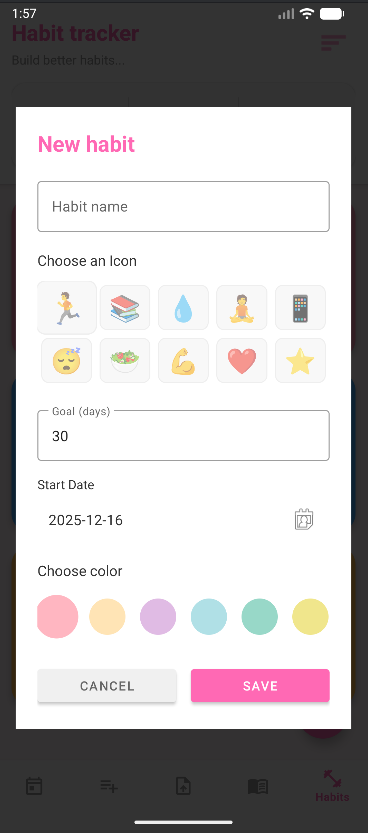 1:57
Habit tracker
Build better habits...
New habit
Habit name
Choose an Icon
Goal (days)
30
Start Date
2025-12-16
Choose color
CANCEL
SAVE
Habits